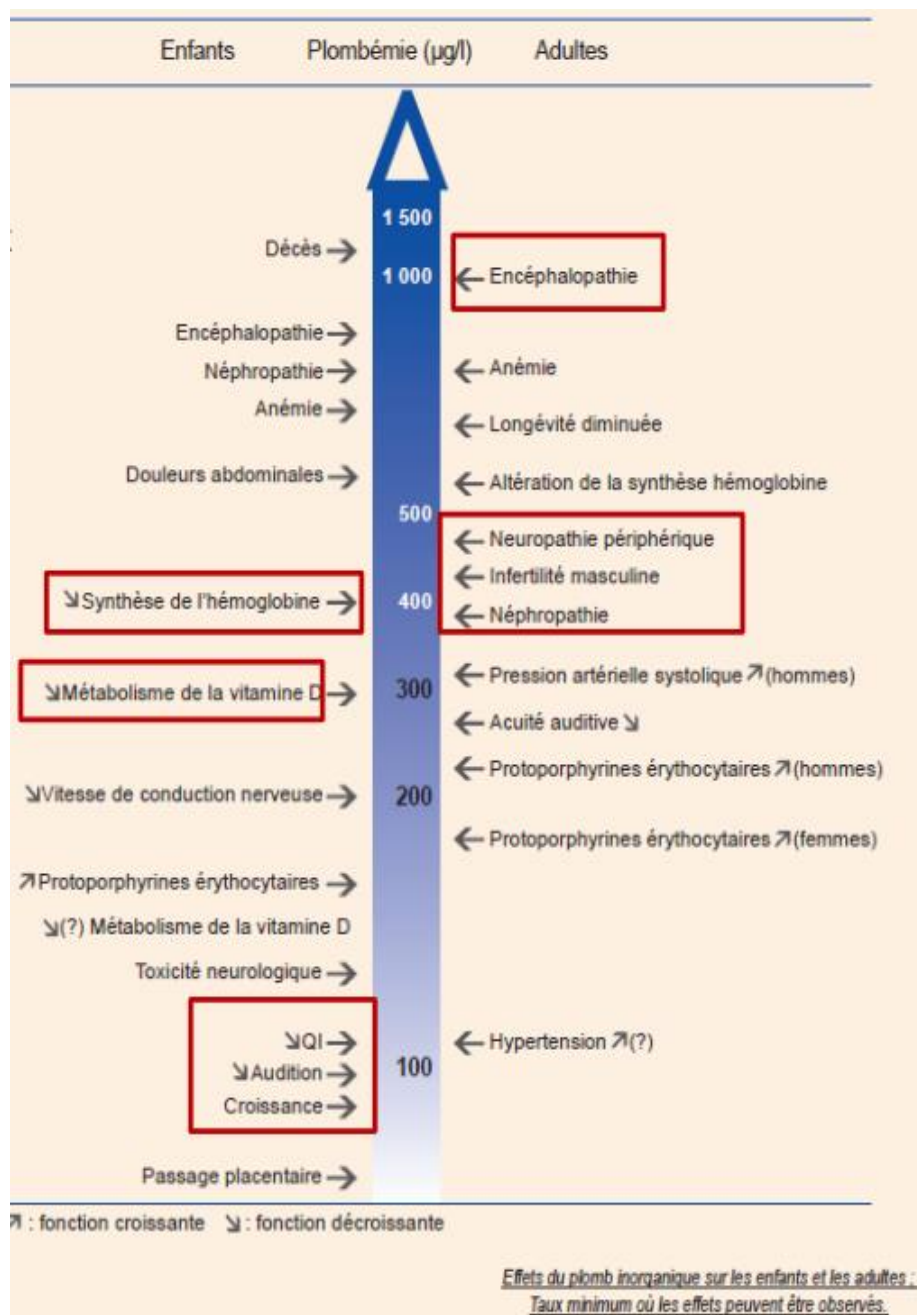 Enfants Plombémie (µg/l) Adultes
1 500
Décès →
1 000 ← Encéphalopathie
Encéphalopathie →
Néphropathie → ← Anémie
Anémie →
← Longévité diminuée
Douleurs abdominales → ← Altération de la synthèse hémoglobine
500
← Neuropathie périphérique
← Infertilité masculine
↘Synthèse de l'hémoglobine → 400
← Néphropathie
← Pression artérielle systolique ↗(hommes)
↘Métabolisme de la vitamine D → 300
← Acuité auditive ↘
← Protoporphyrines érythocytaires ↗(hommes)
↘Vitesse de conduction nerveuse → 200
← Protoporphyrines érythocytaires ↗(femmes)
↗Protoporphyrines érythocytaires →
↘(?) Métabolisme de la vitamine D
Toxicité neurologique →
↘QI → ← Hypertension ↗(?)
↘Audition → 100
Croissance →
Passage placentaire →
↗ : fonction croissante ↘ : fonction décroissante
Effets du plomb inorganique sur les enfants et les adultes :
Taux minimum où les effets peuvent être observés.